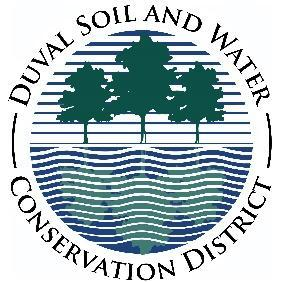 DUVAL SOIL AND WATER
CONSERVATION DISTRICT